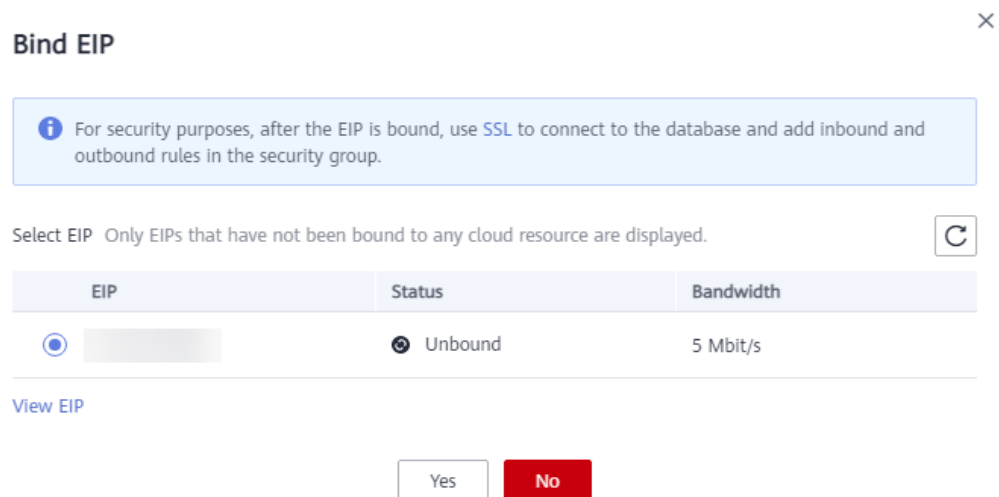 Bind EIP
For security purposes, after the EIP is bound, use SSL to connect to the database and add inbound and
outbound rules in the security group.
Select EIP Only EIPs that have not been bound to any cloud resource are displayed.
EIP Status Bandwidth
Unbound 5 Mbit/s
View EIP
Yes No